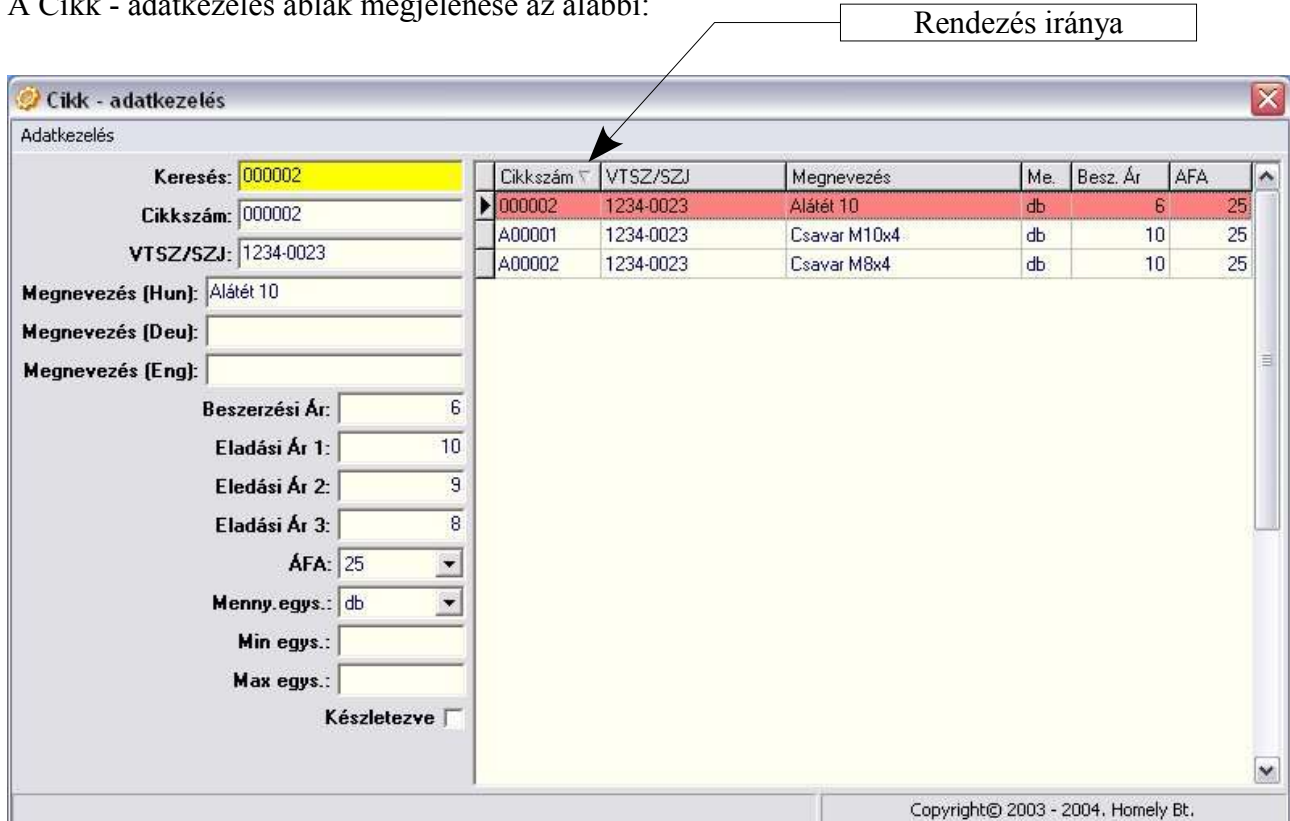 A Cikk - adatkezelés ablak megjelenése az alábbi:
Rendezés iránya
Cikk - adatkezelés
Adatkezelés
Keresés: 000002
Cikkszám: 000002
VTSZ/SZJ: 1234-0023
Megnevezés (Hun): Alátét 10
Megnevezés (Deu):
Megnevezés (Eng):
Beszerzési Ár: 6
Eladási Ár 1: 10
Eledási Ár 2: 9
Eladási Ár 3: 8
ÁFA: 25
Menny.egys.: db
Min egys.:
Max egys.:
Készletezve
Cikkszám VTSZ/SZJ Megnevezés Me. Besz. Ár AFA
000002 1234-0023 Alátét 10 db 6 25
A00001 1234-0023 Csavar M10x4 db 10 25
A00002 1234-0023 Csavar M8x4 db 10 25
Copyright© 2003 - 2004. Homely Bt.